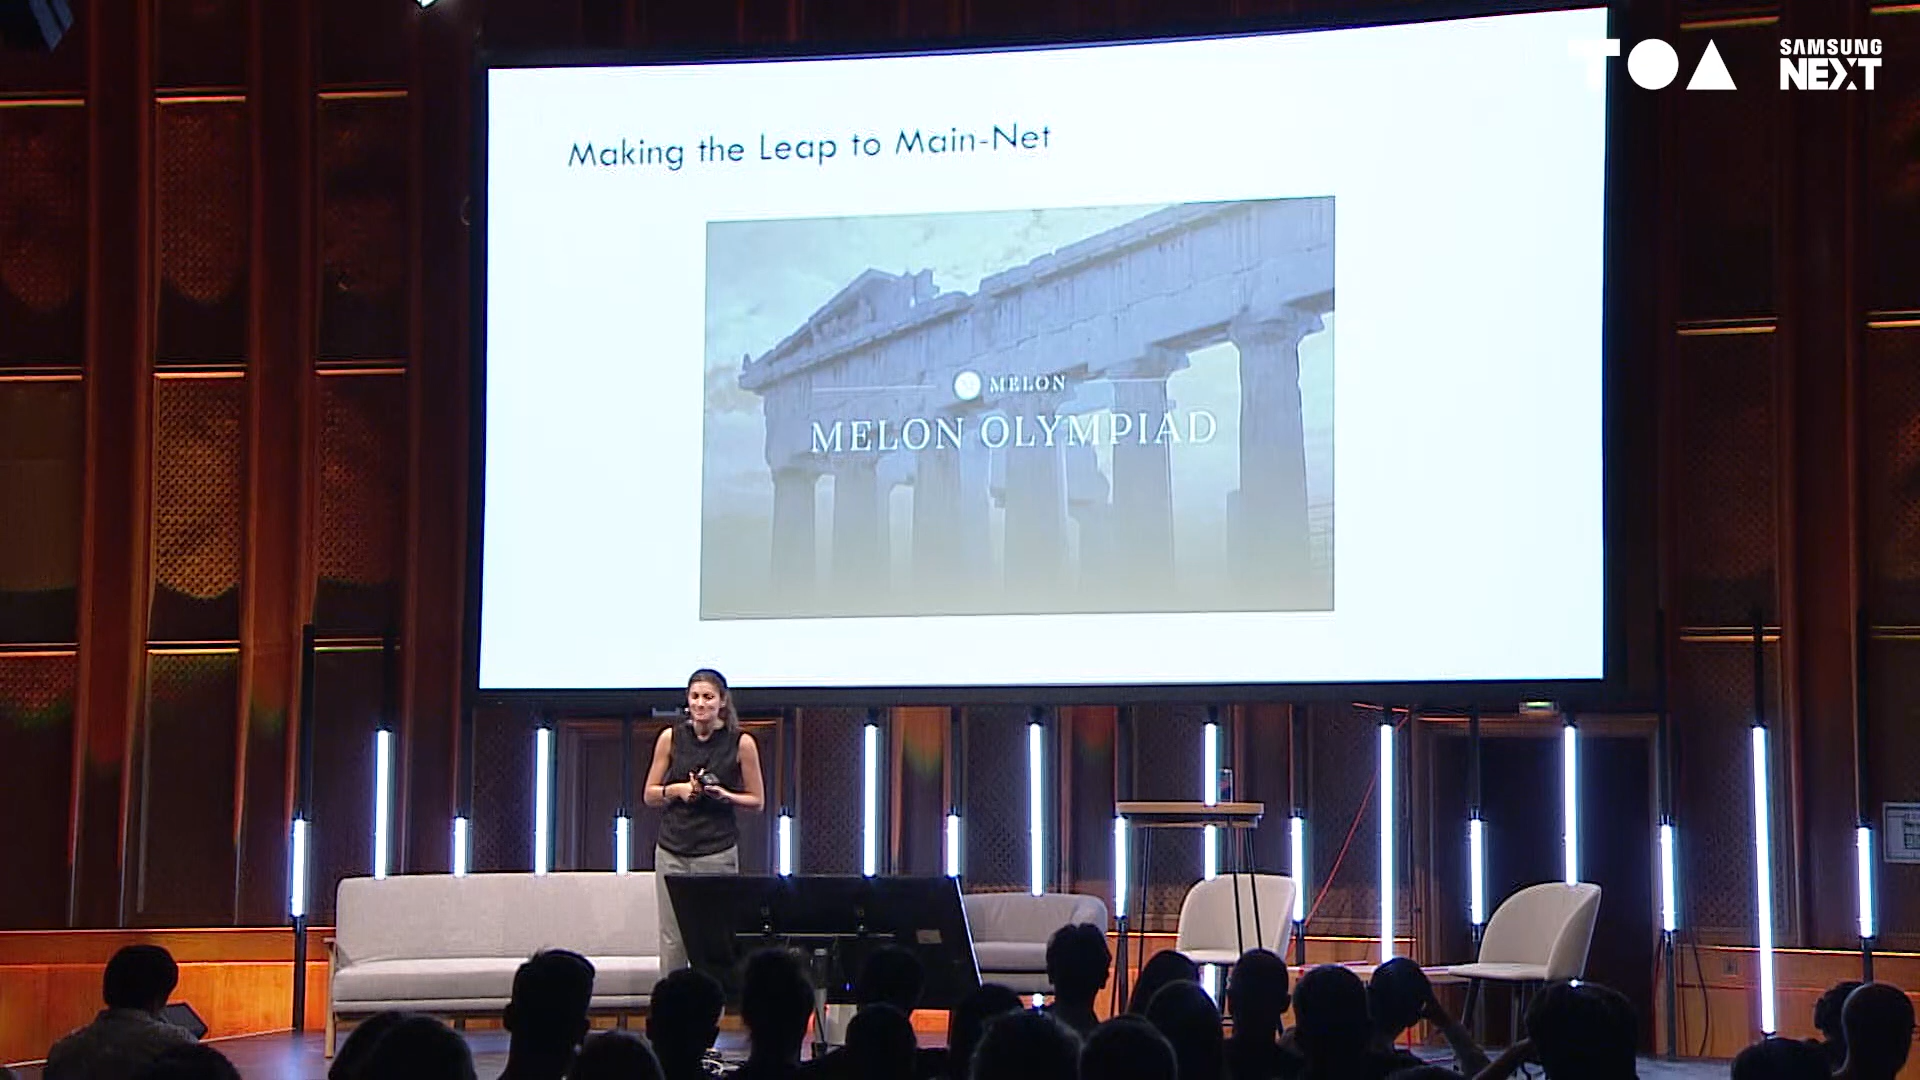 TOA
SAMSUNG
NEXT
Making the Leap to Main-Net
MELON
MELON OLYMPIAD